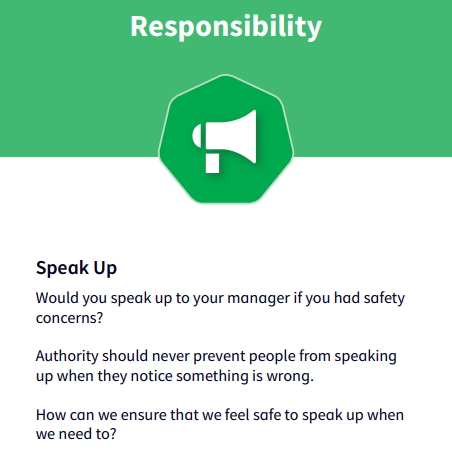 Responsibility
Speak Up
Would you speak up to your manager if you had safety
concerns?
Authority should never prevent people from speaking
up when they notice something is wrong.
How can we ensure that we feel safe to speak up when
we need to?